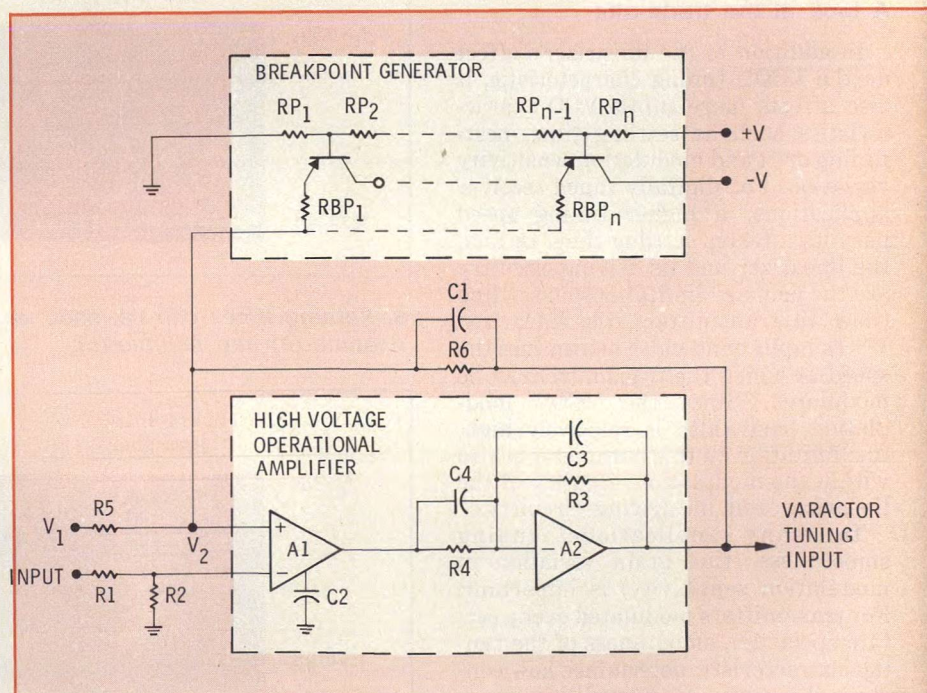 BREAKPOINT GENERATOR
RP1 RP2 RPn-1 RPn
+V
-V
RBP1 RBPn
C1
R6
HIGH VOLTAGE
OPERATIONAL
AMPLIFIER
C3
C4 R3
R5
V1 V2
+ A1 R4 - A2
VARACTOR
TUNING
INPUT
INPUT
-
R1 R2 C2